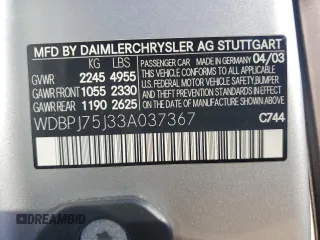 MFD BY DAIMLERCHRYSLER AG STUTTGART
PASSENGER CAR MADE IN GERMANY
KG LBS 04/03
GVWR 2245 4955
GAWR FRONT 1055 2330
GAWR REAR 1190 2625
THIS VEHICLE CONFORMS TO ALL APPLICABLE U.S. FEDERAL MOTOR VEHICLE SAFETY, BUMPER, AND THEFT PREVENTION STANDARDS IN EFFECT ON THE DATE OF MANUFACTURE SHOWN ABOVE
WDBPJ75J33A037367 C744
DREAMBID